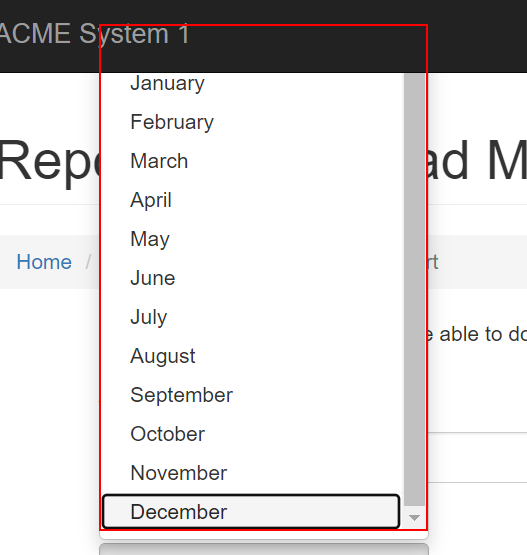 ACME System 1
January
February
March
Repo ad M
April
May
Home / rt
June
July
e able to do
August
September
October
November
December